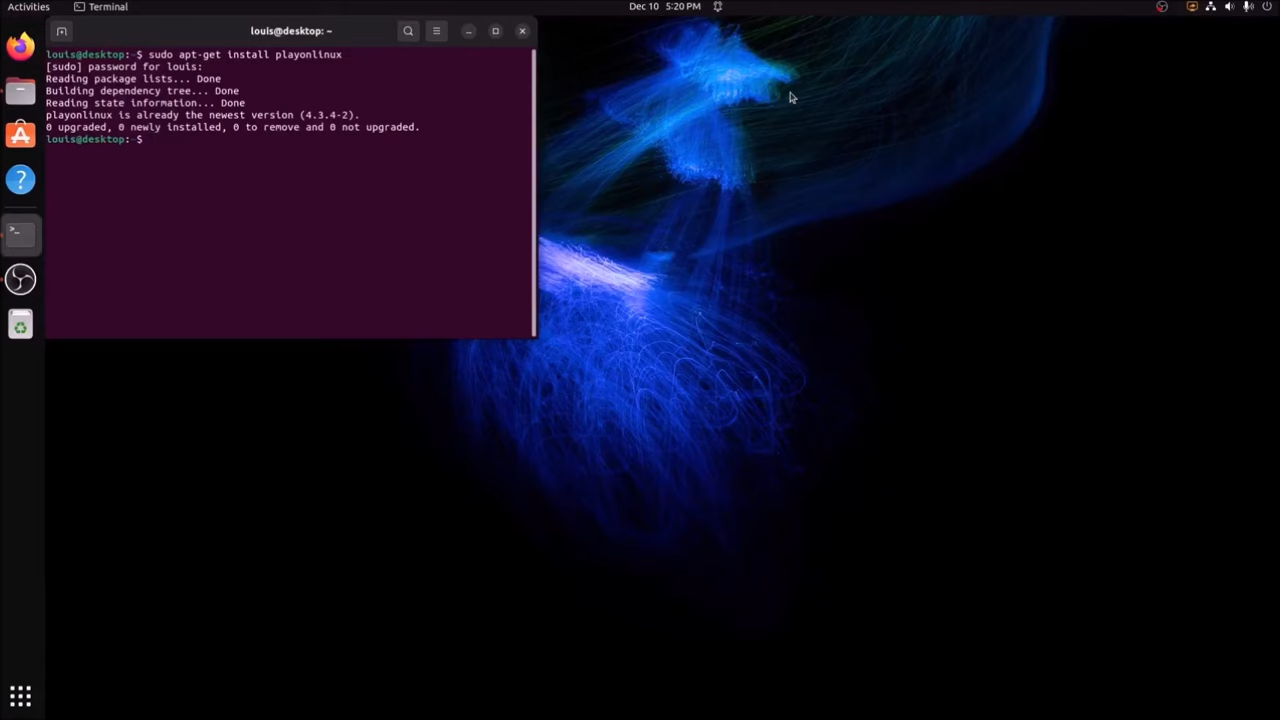 Activities
Terminal
Dec 10 5:20 PM
louis@desktop: ~
louis@desktop:~$ sudo apt-get install playonlinux
[sudo] password for louis:
Reading package lists... Done
Building dependency tree... Done
Reading state information... Done
playonlinux is already the newest version (4.3.4-2).
0 upgraded, 0 newly installed, 0 to remove and 0 not upgraded.
louis@desktop:~$